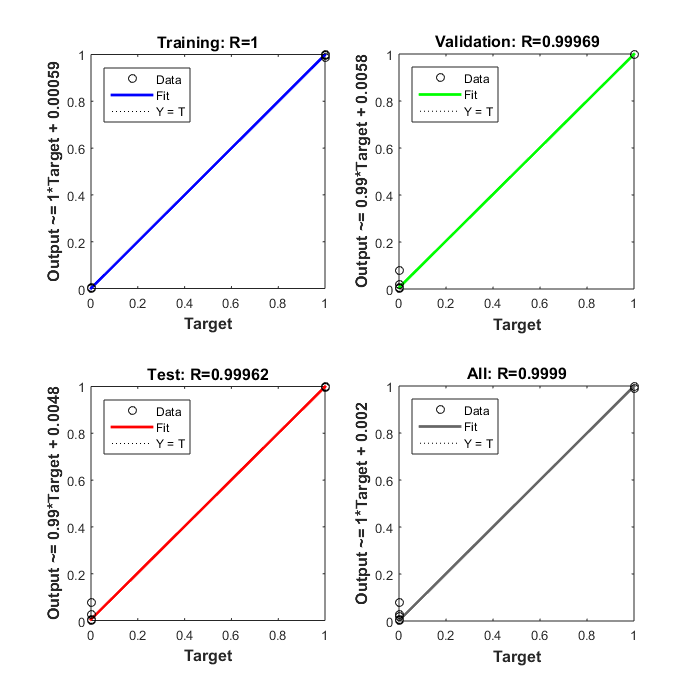 Training: R=1
Output ~= 1*Target + 0.00059
1
0.8
0.6
0.4
0.2
0
Data
Fit
Y = T
0 0.2 0.4 0.6 0.8 1
Target
Validation: R=0.99969
Output ~= 0.99*Target + 0.0058
1
0.8
0.6
0.4
0.2
0
Data
Fit
Y = T
0 0.2 0.4 0.6 0.8 1
Target
Test: R=0.99962
Output ~= 0.99*Target + 0.0048
1
0.8
0.6
0.4
0.2
0
Data
Fit
Y = T
0 0.2 0.4 0.6 0.8 1
Target
All: R=0.9999
Output ~= 1*Target + 0.002
1
0.8
0.6
0.4
0.2
0
Data
Fit
Y = T
0 0.2 0.4 0.6 0.8 1
Target